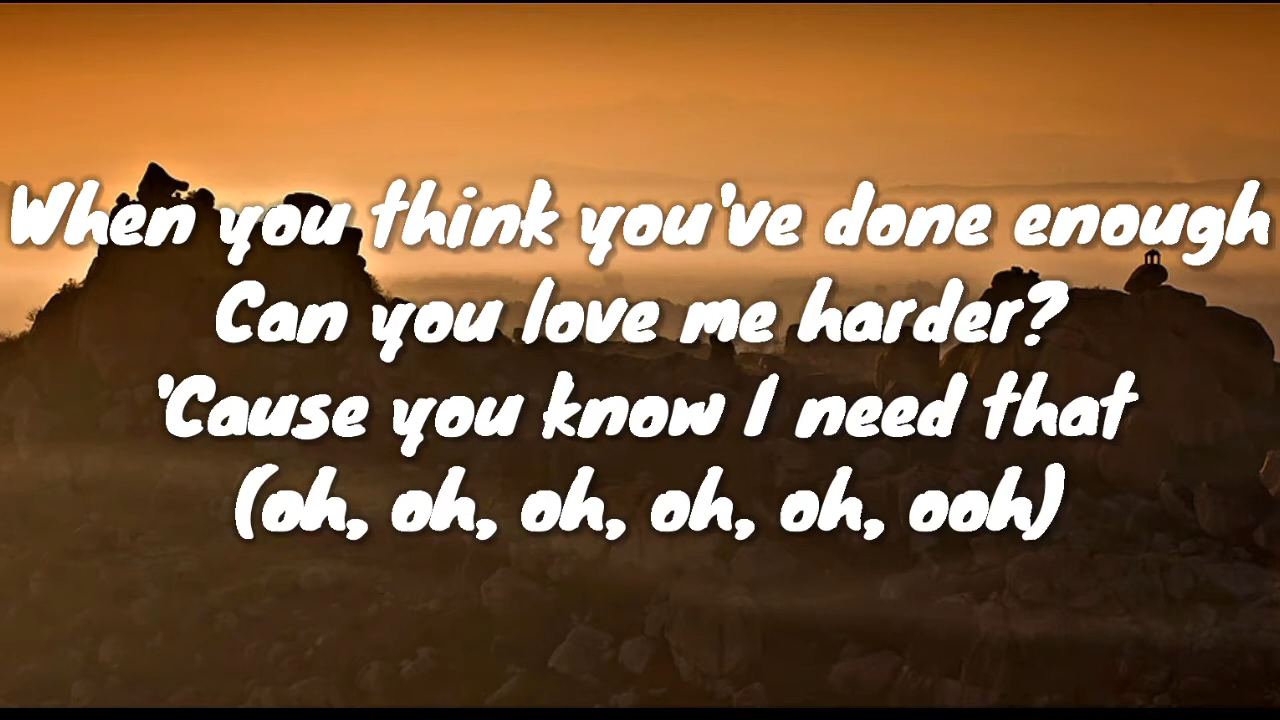 When you think you've done enough
Can you love me harder?
'Cause you know I need that
(oh, oh, oh, oh, oh, ooh)